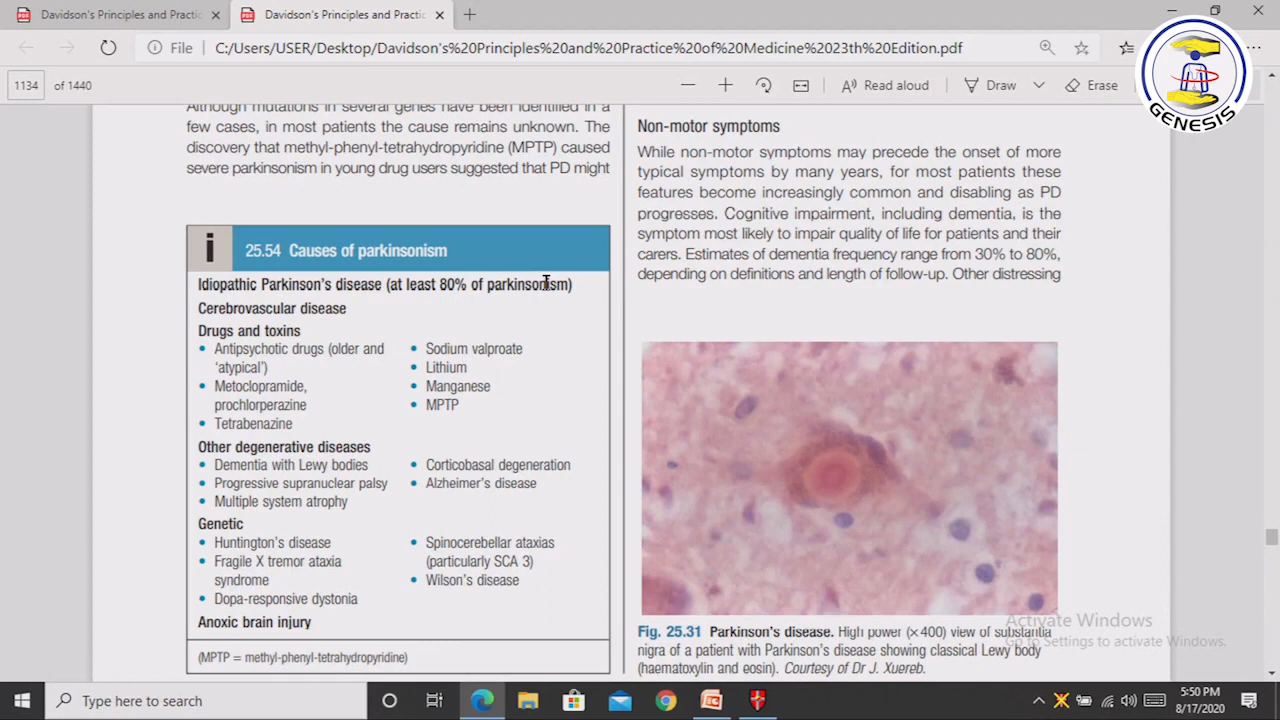 Davidson's Principles and Practic
Davidson's Principles and Practic
File
C:/Users/USER/Desktop/Davidson's%20Principles%20and%20Practice%20of%20Medicine%2023th%20Edition.pdf
GENESIS
1134 of 1440
Read aloud
Draw
Erase
Although mutations in several genes have been identified in a
few cases, in most patients the cause remains unknown. The
discovery that methyl-phenyl-tetrahydropyridine (MPTP) caused
severe parkinsonism in young drug users suggested that PD might
i
25.54 Causes of parkinsonism
Idiopathic Parkinson's disease (at least 80% of parkinsonism)
Cerebrovascular disease
Drugs and toxins
• Antipsychotic drugs (older and
'atypical')
• Metoclopramide,
prochlorperazine
• Tetrabenazine
• Sodium valproate
• Lithium
• Manganese
• MPTP
Other degenerative diseases
• Dementia with Lewy bodies
• Progressive supranuclear palsy
• Multiple system atrophy
• Corticobasal degeneration
• Alzheimer's disease
Genetic
• Huntington's disease
• Fragile X tremor ataxia
syndrome
• Dopa-responsive dystonia
• Spinocerebellar ataxias
(particularly SCA 3)
• Wilson's disease
Anoxic brain injury
(MPTP = methyl-phenyl-tetrahydropyridine)
Non-motor symptoms
While non-motor symptoms may precede the onset of more
typical symptoms by many years, for most patients these
features become increasingly common and disabling as PD
progresses. Cognitive impairment, including dementia, is the
symptom most likely to impair quality of life for patients and their
carers. Estimates of dementia frequency range from 30% to 80%,
depending on definitions and length of follow-up. Other distressing
Fig. 25.31 Parkinson's disease. High power (×400) view of substantia
nigra of a patient with Parkinson's disease showing classical Lewy body
(haematoxylin and eosin). Courtesy of Dr J. Xuereb.
Activate Windows
Go to Settings to activate Windows.
Type here to search
5:50 PM
8/17/2020